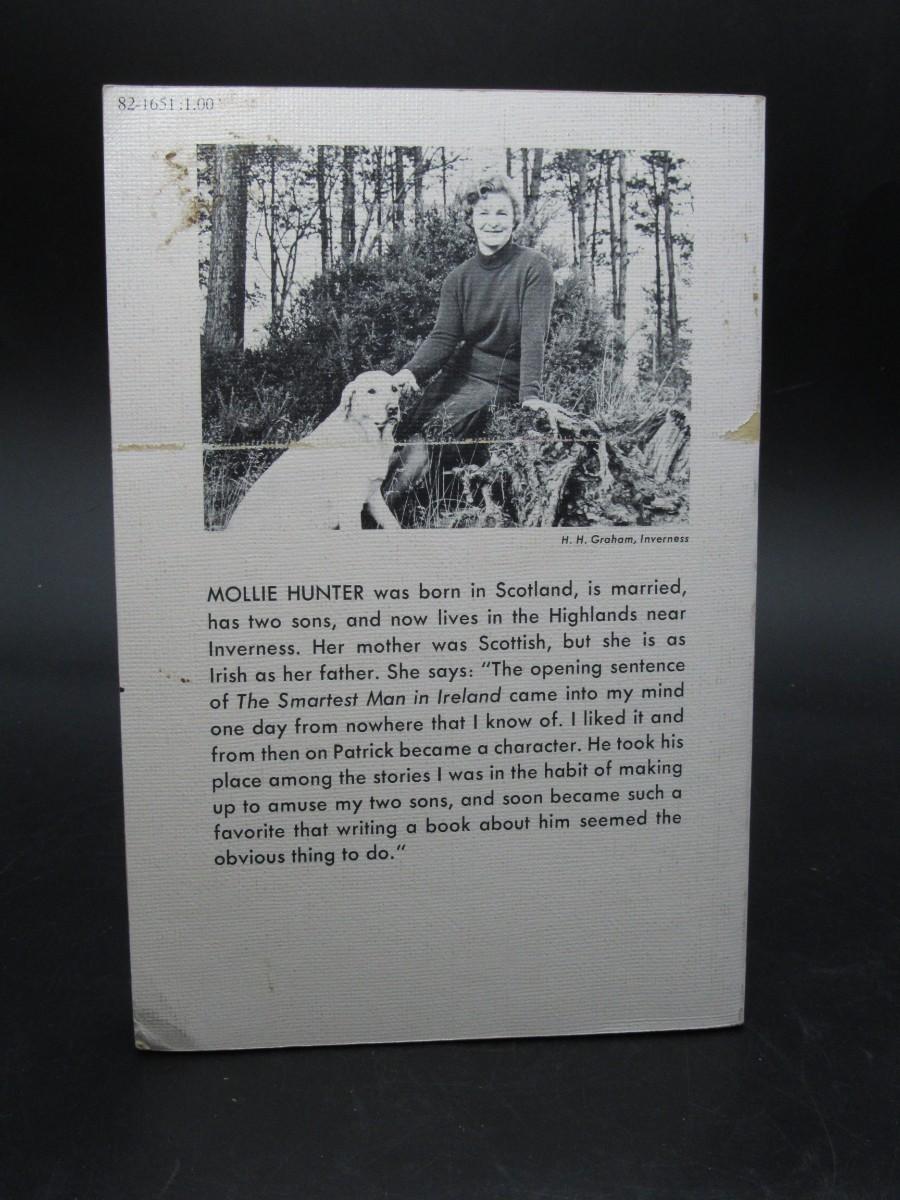 82-1651 :1.00
H. H. Graham, Inverness
MOLLIE HUNTER was born in Scotland, is married,
has two sons, and now lives in the Highlands near
Inverness. Her mother was Scottish, but she is as
Irish as her father. She says: “The opening sentence
of The Smartest Man in Ireland came into my mind
one day from nowhere that I know of. I liked it and
from then on Patrick became a character. He took his
place among the stories I was in the habit of making
up to amuse my two sons, and soon became such a
favorite that writing a book about him seemed the
obvious thing to do.”